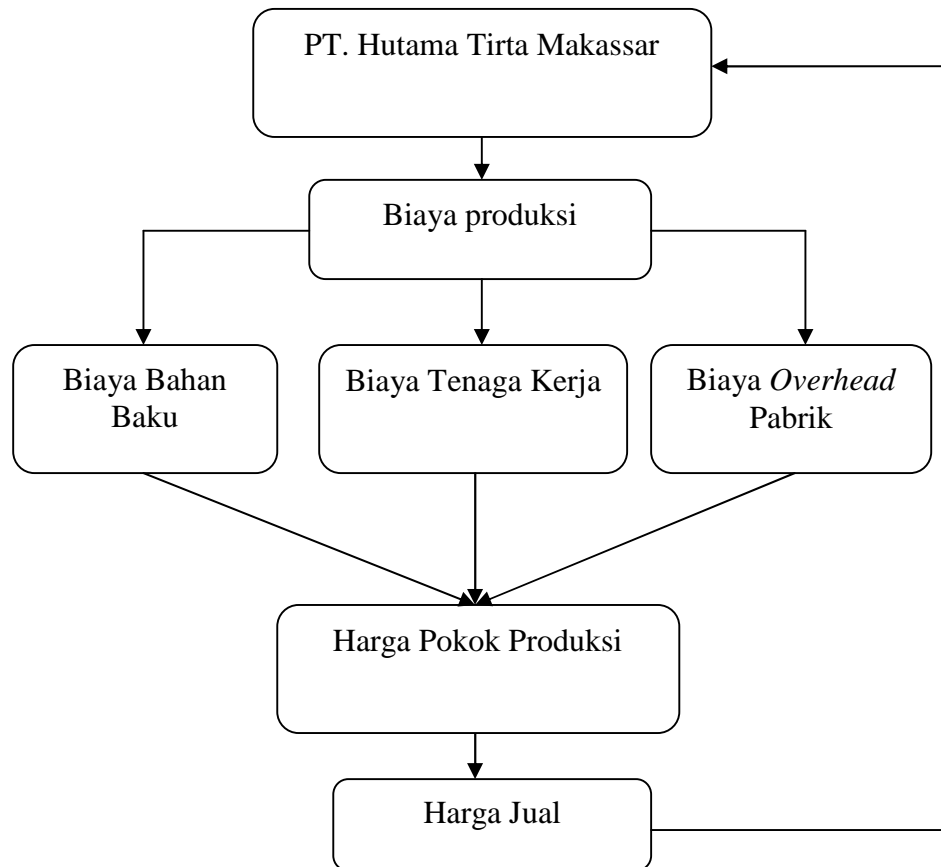 PT. Hutama Tirta Makassar
Biaya produksi
Biaya Bahan
Baku
Biaya Tenaga Kerja
Biaya Overhead
Pabrik
Harga Pokok Produksi
Harga Jual